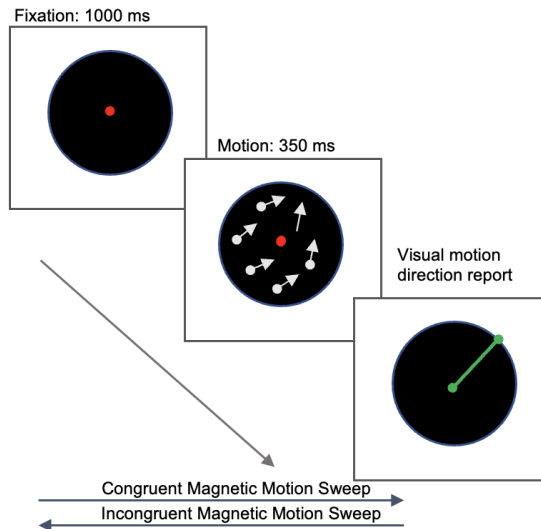 Fixation: 1000 ms
Motion: 350 ms
Visual motion
direction report
Congruent Magnetic Motion Sweep
Incongruent Magnetic Motion Sweep